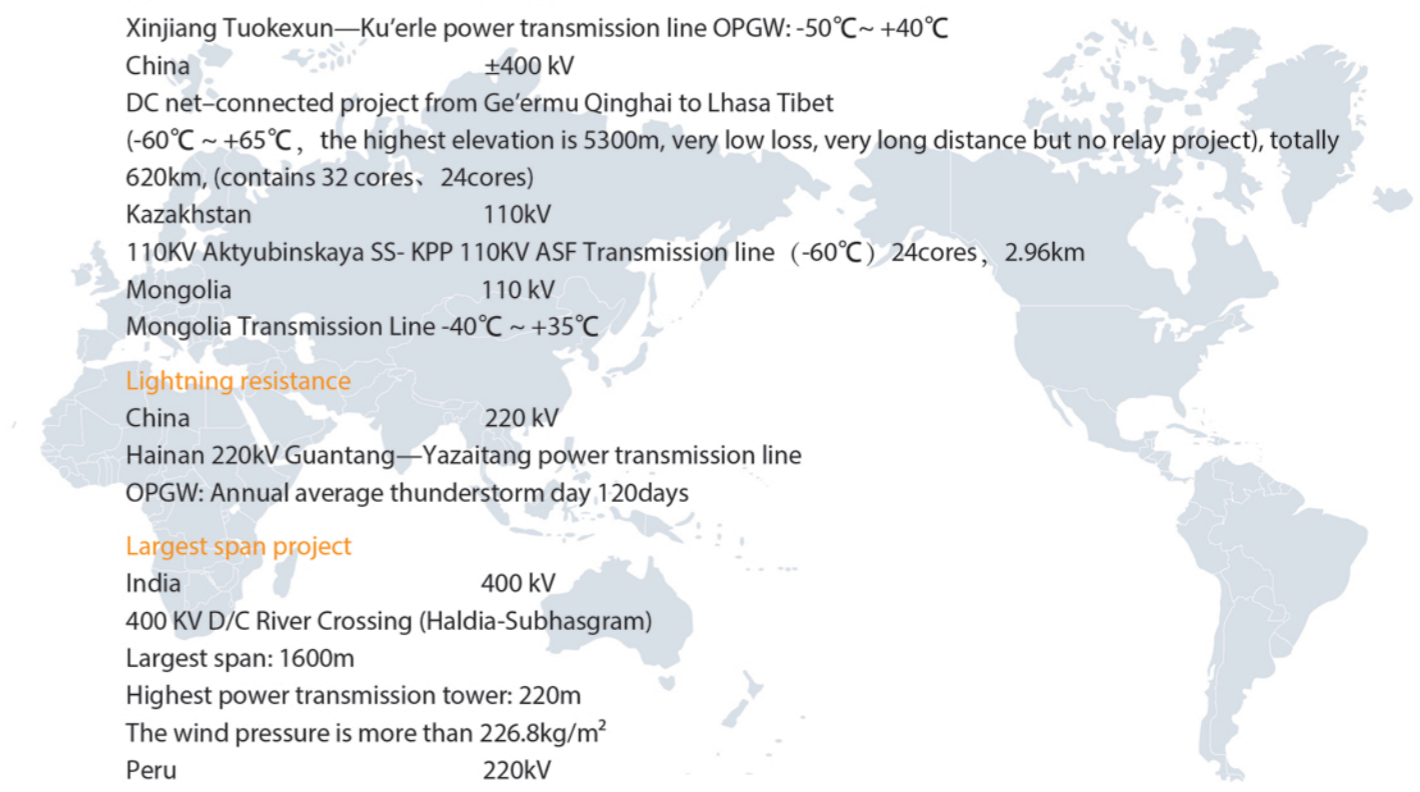 Xinjiang Tuokexun—Ku’erle power transmission line OPGW: -50℃~ +40℃
China ±400 kV
DC net–connected project from Ge’ermu Qinghai to Lhasa Tibet
(-60℃ ~ +65℃， the highest elevation is 5300m, very low loss, very long distance but no relay project), totally
620km, (contains 32 cores、 24cores)
Kazakhstan 110kV
110KV Aktyubinskaya SS- KPP 110KV ASF Transmission line（-60℃）24cores，2.96km
Mongolia 110 kV
Mongolia Transmission Line -40℃ ~ +35℃
Lightning resistance
China 220 kV
Hainan 220kV Guantang—Yazaitang power transmission line
OPGW: Annual average thunderstorm day 120days
Largest span project
India 400 kV
400 KV D/C River Crossing (Haldia-Subhasgram)
Largest span: 1600m
Highest power transmission tower: 220m
The wind pressure is more than 226.8kg/m²
Peru 220kV